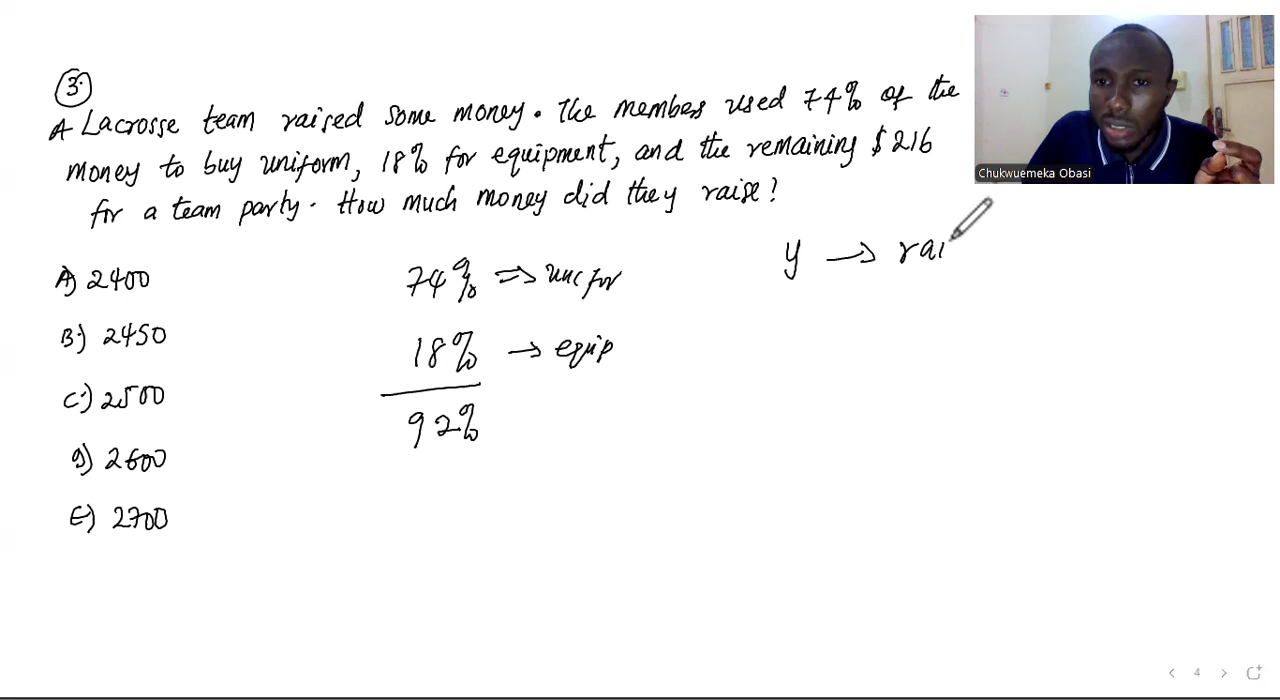 3.
A Lacrosse team raised some money. The members used 74% of the
money to buy uniform, 18% for equipment, and the remaining $216
for a team party. How much money did they raise?
A) 2400
B.) 2450
C.) 2500
D) 2600
E) 2700
74% ⇒
18% → equip
92%
y → rai
Chukwuemeka Obasi
< 4 >